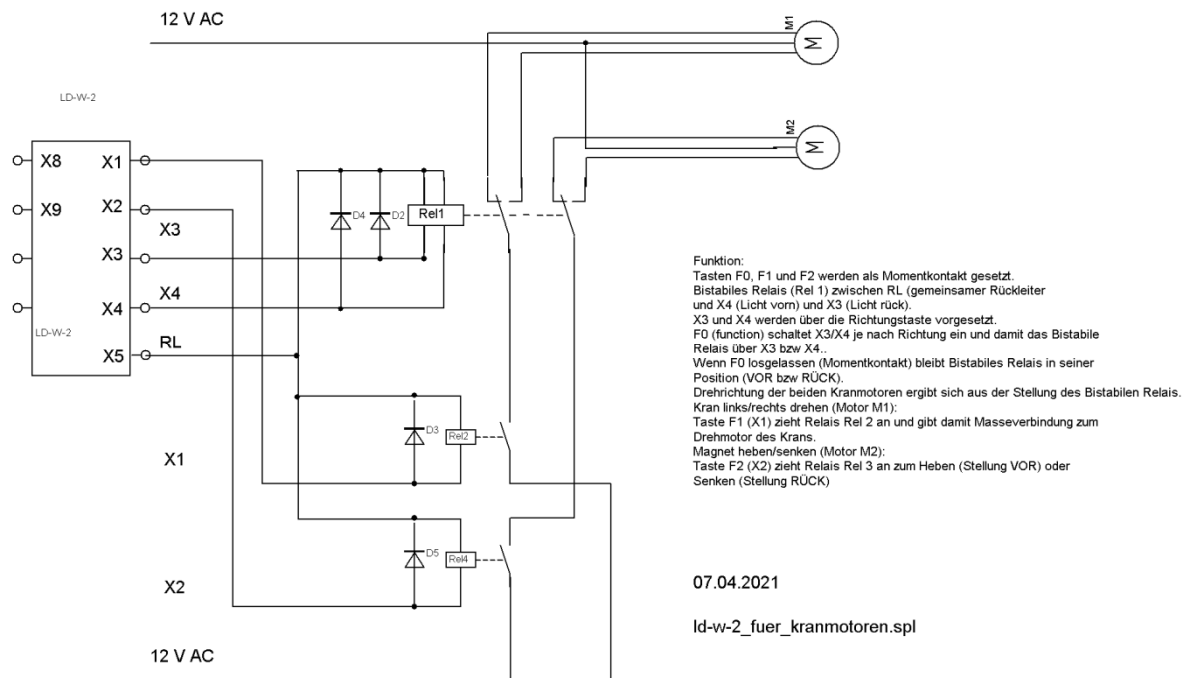 12 V AC
M1
M2
LD-W-2
X8
X1
X9
X2
X3
X3
X4
X4
LD-W-2
X5
RL
M
M
D4
D2
Rel1
D3
Rel2
X1
D5
Rel4
X2
12 V AC
Funktion:
Tasten F0, F1 und F2 werden als Momentkontakt gesetzt.
Bistabiles Relais (Rel 1) zwischen RL (gemeinsamer Rückleiter
und X4 (Licht vorn) und X3 (Licht rück).
X3 und X4 werden über die Richtungstaste vorgesetzt.
F0 (function) schaltet X3/X4 je nach Richtung ein und damit das Bistabile
Relais über X3 bzw X4..
Wenn F0 losgelassen (Momentkontakt) bleibt Bistabiles Relais in seiner
Position (VOR bzw RÜCK).
Drehrichtung der beiden Kranmotoren ergibt sich aus der Stellung des Bistabilen Relais.
Kran links/rechts drehen (Motor M1):
Taste F1 (X1) zieht Relais Rel 2 an und gibt damit Masseverbindung zum
Drehmotor des Krans.
Magnet heben/senken (Motor M2):
Taste F2 (X2) zieht Relais Rel 3 an zum Heben (Stellung VOR) oder
Senken (Stellung RÜCK)
07.04.2021
ld-w-2_fuer_kranmotoren.spl